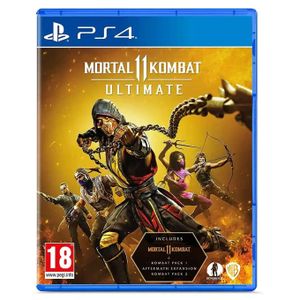 PS4
MORTAL 11 KOMBAT
ULTIMATE
INCLUDES
MORTAL 11 KOMBAT
KOMBAT PACK 1
AFTERMATH EXPANSION
KOMBAT PACK 2
18
www.pegi.info